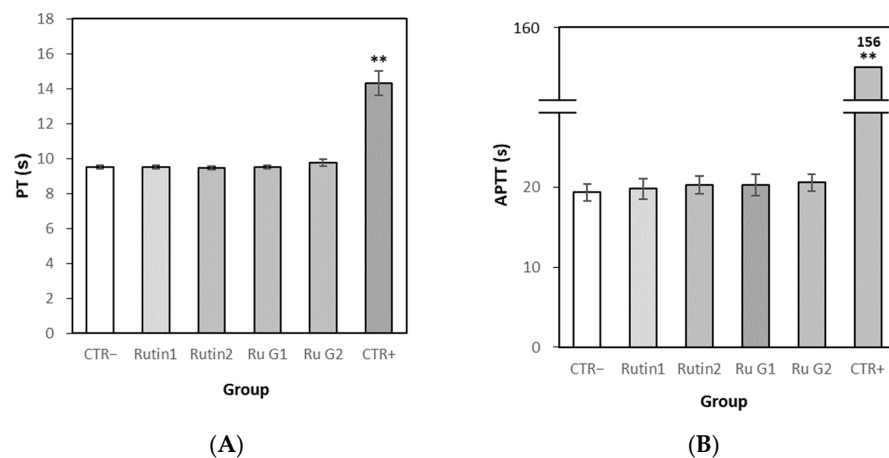 18
16
14
12
10
8
6
4
2
0
PT (s)
**
CTR− Rutin1 Rutin2 Ru G1 Ru G2 CTR+
Group
(A)
160
20
10
0
APTT (s)
156
**
CTR− Rutin1 Rutin2 Ru G1 Ru G2 CTR+
Group
(B)